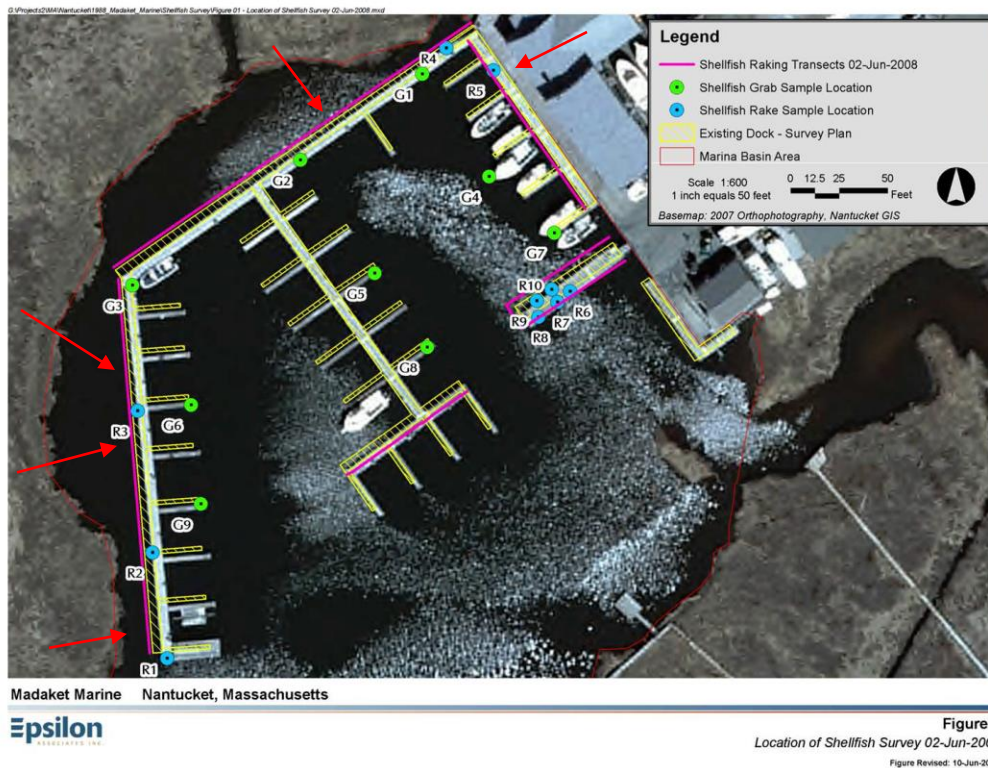 G:\Projects2\MA\Nantucket\1988_Madaket_Marine\Shellfish Survey\Figure 01 - Location of Shellfish Survey 02-Jun-2008.mxd
Legend
Shellfish Raking Transects 02-Jun-2008
Shellfish Grab Sample Location
Shellfish Rake Sample Location
Existing Dock - Survey Plan
Marina Basin Area
Scale 1:600
1 inch equals 50 feet
0 12.5 25 50
Feet
Basemap: 2007 Orthophotography, Nantucket GIS
R4
G1
R5
G2
G4
G7
G3
G5
R10
R9
R8
R7
R6
G8
R3
G6
G9
R2
R1
Madaket Marine Nantucket, Massachusetts
Epsilon
ASSOCIATES INC.
Figure
Location of Shellfish Survey 02-Jun-200
Figure Revised: 10-Jun-20